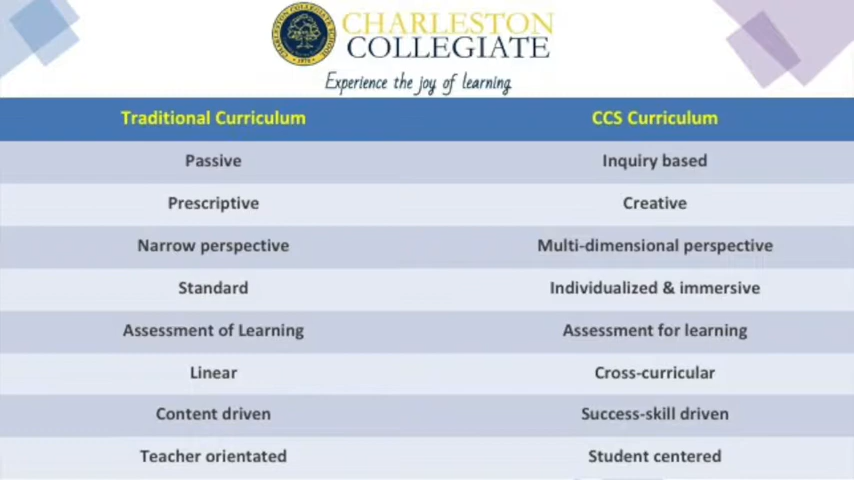 CHARLESTON
COLLEGIATE
Experience the joy of learning
Traditional Curriculum CCS Curriculum
Passive Inquiry based
Prescriptive Creative
Narrow perspective Multi-dimensional perspective
Standard Individualized & immersive
Assessment of Learning Assessment for learning
Linear Cross-curricular
Content driven Success-skill driven
Teacher orientated Student centered